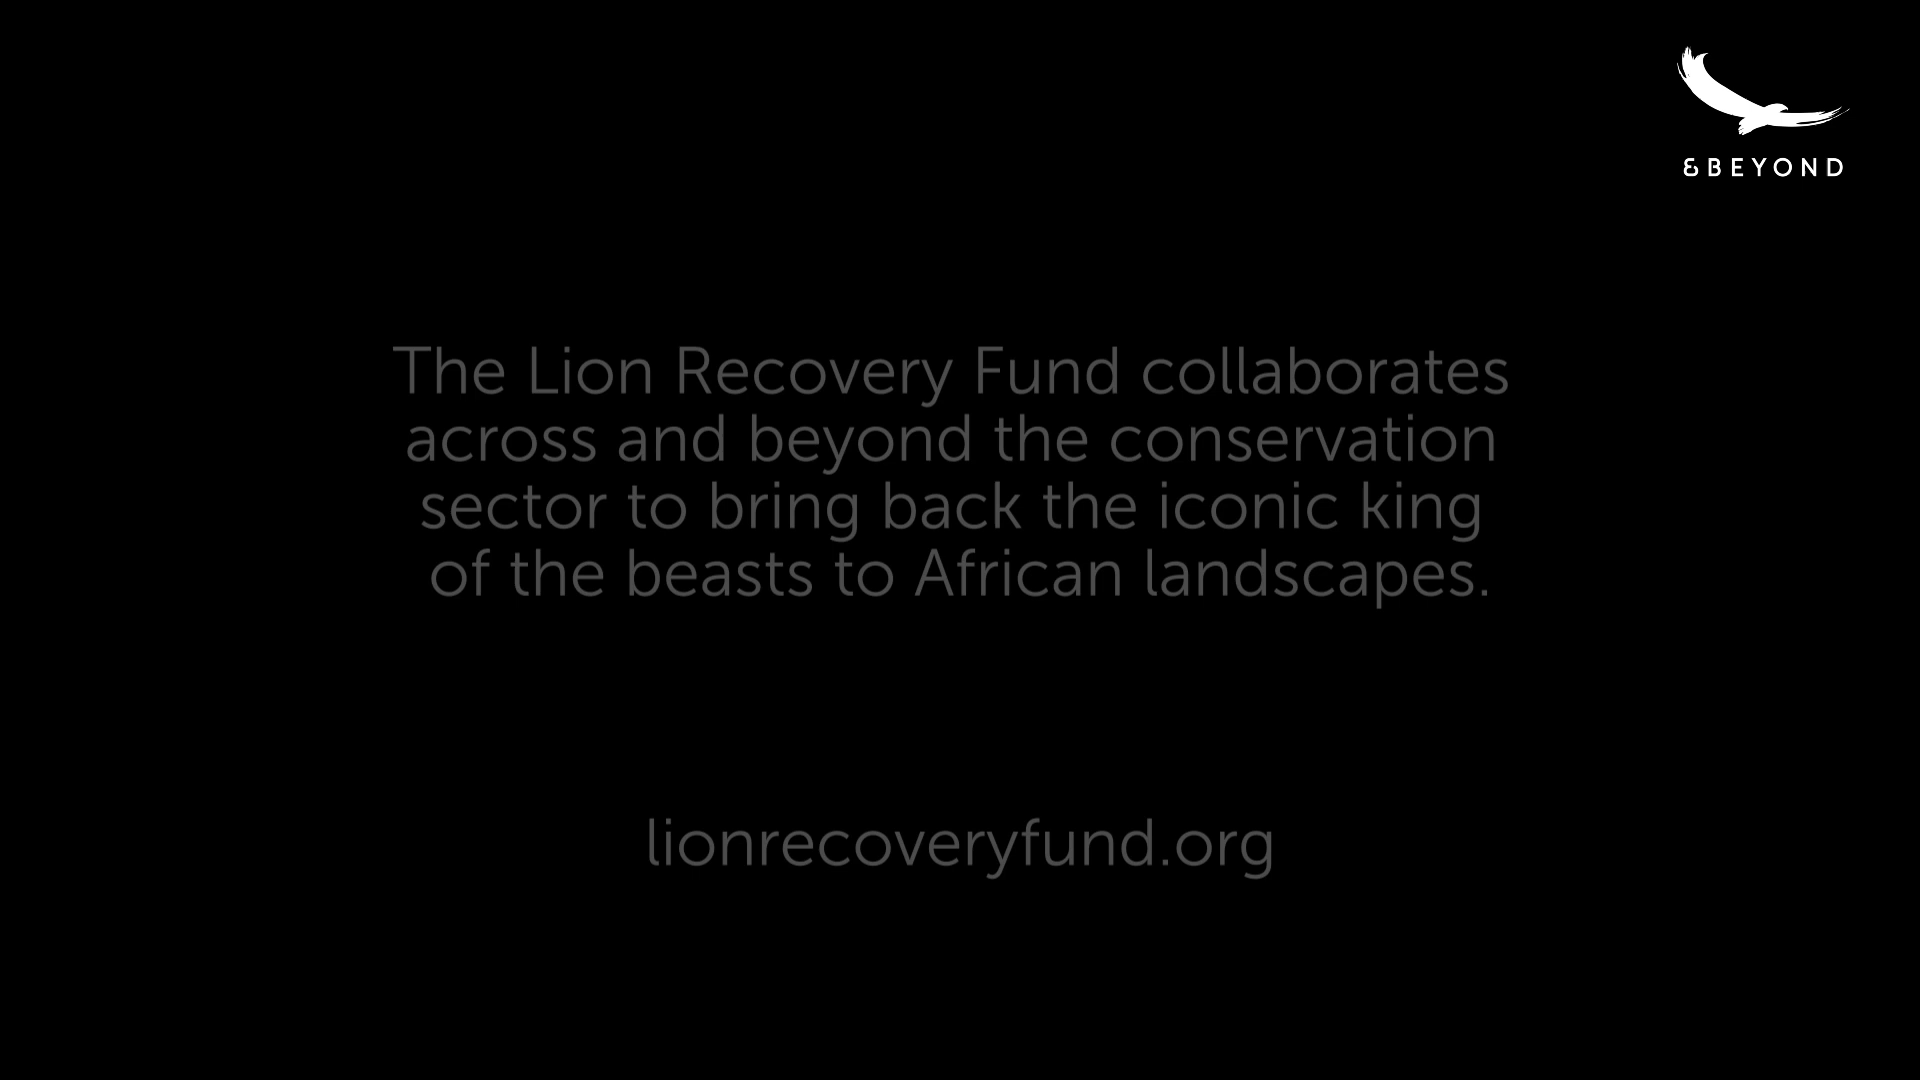 &BEYOND
The Lion Recovery Fund collaborates
across and beyond the conservation
sector to bring back the iconic king
of the beasts to African landscapes.
lionrecoveryfund.org